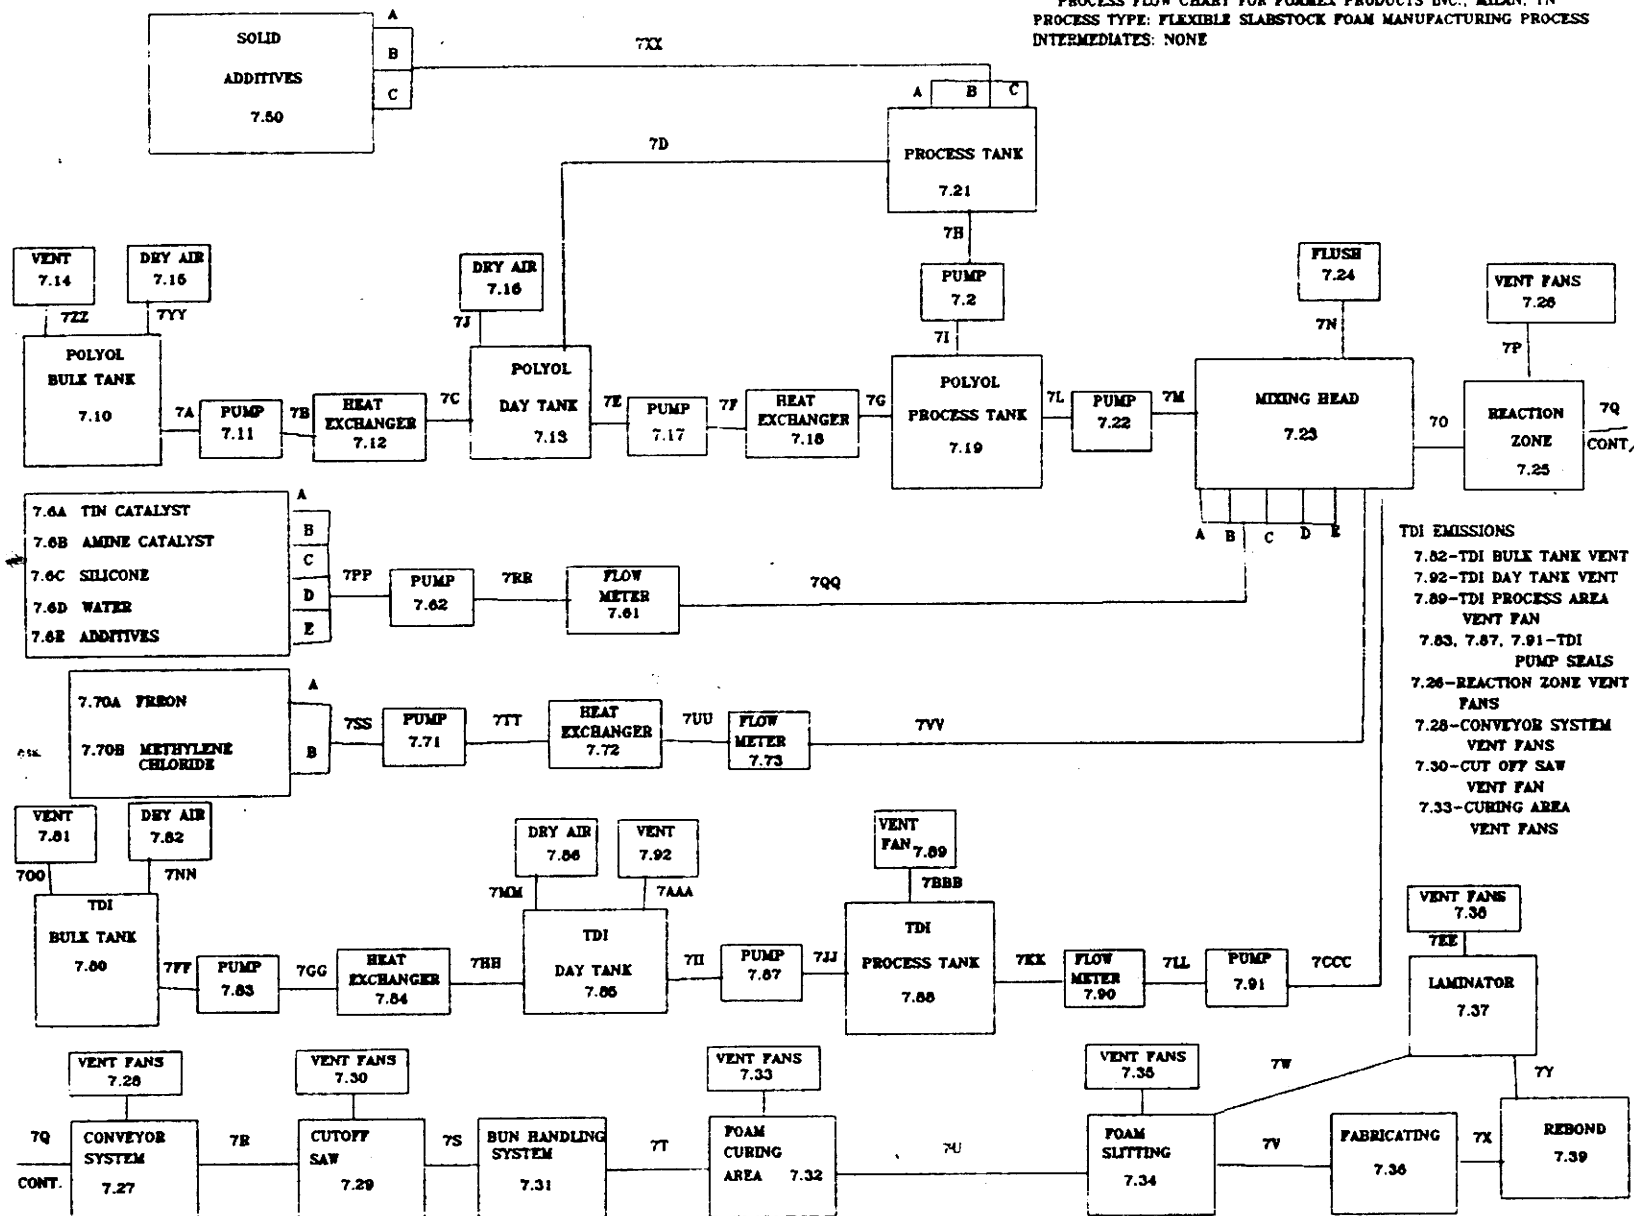 PROCESS FLOW CHART FOR FOAMEX PRODUCTS INC., MILAN, TN
PROCESS TYPE: FLEXIBLE SLABSTOCK FOAM MANUFACTURING PROCESS
INTERMEDIATES: NONE
SOLID
ADDITIVES
7.50
A
B
C
7XX
A B C
PROCESS TANK
7.21
7D
7H
PUMP
7.2
7I
VENT
7.14
DRY AIR
7.15
7ZZ
7YY
POLYOL
BULK TANK
7.10
7A
PUMP
7.11
7B
HEAT
EXCHANGER
7.12
7C
DRY AIR
7.16
7J
POLYOL
DAY TANK
7.13
7E
PUMP
7.17
7F
HEAT
EXCHANGER
7.18
7G
POLYOL
PROCESS TANK
7.19
7L
PUMP
7.22
7M
FLUSH
7.24
7N
MIXING HEAD
7.23
7O
VENT FANS
7.26
7P
REACTION
ZONE
7.25
7Q
CONT.
A B C D E
7.6A TIN CATALYST
7.6B AMINE CATALYST
7.6C SILICONE
7.6D WATER
7.6E ADDITIVES
A
B
C
D
E
7PP
PUMP
7.62
7RR
FLOW
METER
7.61
7QQ
7.70A FREON
7.70B METHYLENE
CHLORIDE
A
B
7SS
PUMP
7.71
7TT
HEAT
EXCHANGER
7.72
7UU
FLOW
METER
7.73
7VV
TDI EMISSIONS
7.82-TDI BULK TANK VENT
7.92-TDI DAY TANK VENT
7.89-TDI PROCESS AREA
VENT FAN
7.83, 7.87, 7.91-TDI
PUMP SEALS
7.26-REACTION ZONE VENT
FANS
7.28-CONVEYOR SYSTEM
VENT FANS
7.30-CUT OFF SAW
VENT FAN
7.33-CURING AREA
VENT FANS
VENT
7.81
DRY AIR
7.82
7OO
7NN
TDI
BULK TANK
7.80
7FF
PUMP
7.83
7GG
HEAT
EXCHANGER
7.84
7HH
DRY AIR
7.86
VENT
7.92
7MM
7AAA
TDI
DAY TANK
7.85
7II
PUMP
7.87
7JJ
VENT
FAN 7.89
7BBB
TDI
PROCESS TANK
7.88
7KK
FLOW
METER
7.90
7LL
PUMP
7.91
7CCC
VENT FANS
7.38
7EE
LAMINATOR
7.37
7W
7Y
7Q
CONT.
VENT FANS
7.28
CONVEYOR
SYSTEM
7.27
7R
VENT FANS
7.30
CUTOFF
SAW
7.29
7S
BUN HANDLING
SYSTEM
7.31
7T
VENT FANS
7.33
FOAM
CURING
AREA 7.32
7U
VENT FANS
7.35
FOAM
SLITTING
7.34
7V
FABRICATING
7.36
7X
REBOND
7.39